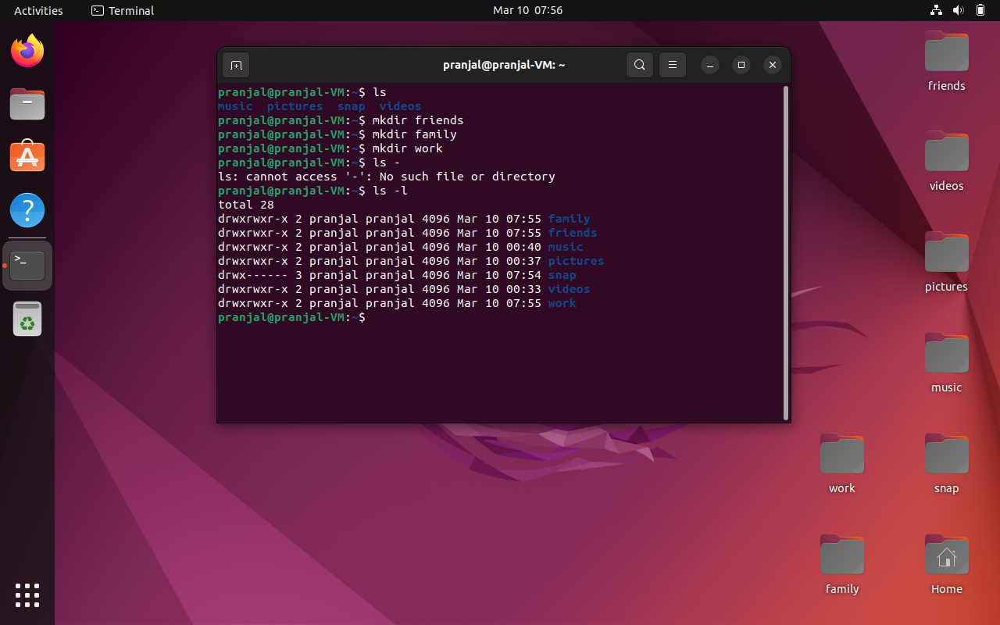 Activities Terminal Mar 10 07:56
pranjal@pranjal-VM: ~
pranjal@pranjal-VM:~$ ls
music pictures snap videos
pranjal@pranjal-VM:~$ mkdir friends
pranjal@pranjal-VM:~$ mkdir family
pranjal@pranjal-VM:~$ mkdir work
pranjal@pranjal-VM:~$ ls -
ls: cannot access '-': No such file or directory
pranjal@pranjal-VM:~$ ls -l
total 28
drwxrwxr-x 2 pranjal pranjal 4096 Mar 10 07:55 family
drwxrwxr-x 2 pranjal pranjal 4096 Mar 10 07:55 friends
drwxrwxr-x 2 pranjal pranjal 4096 Mar 10 00:40 music
drwxrwxr-x 2 pranjal pranjal 4096 Mar 10 00:37 pictures
drwx------ 3 pranjal pranjal 4096 Mar 10 07:54 snap
drwxrwxr-x 2 pranjal pranjal 4096 Mar 10 00:33 videos
drwxrwxr-x 2 pranjal pranjal 4096 Mar 10 07:55 work
pranjal@pranjal-VM:~$
friends
videos
pictures
music
work snap
family Home